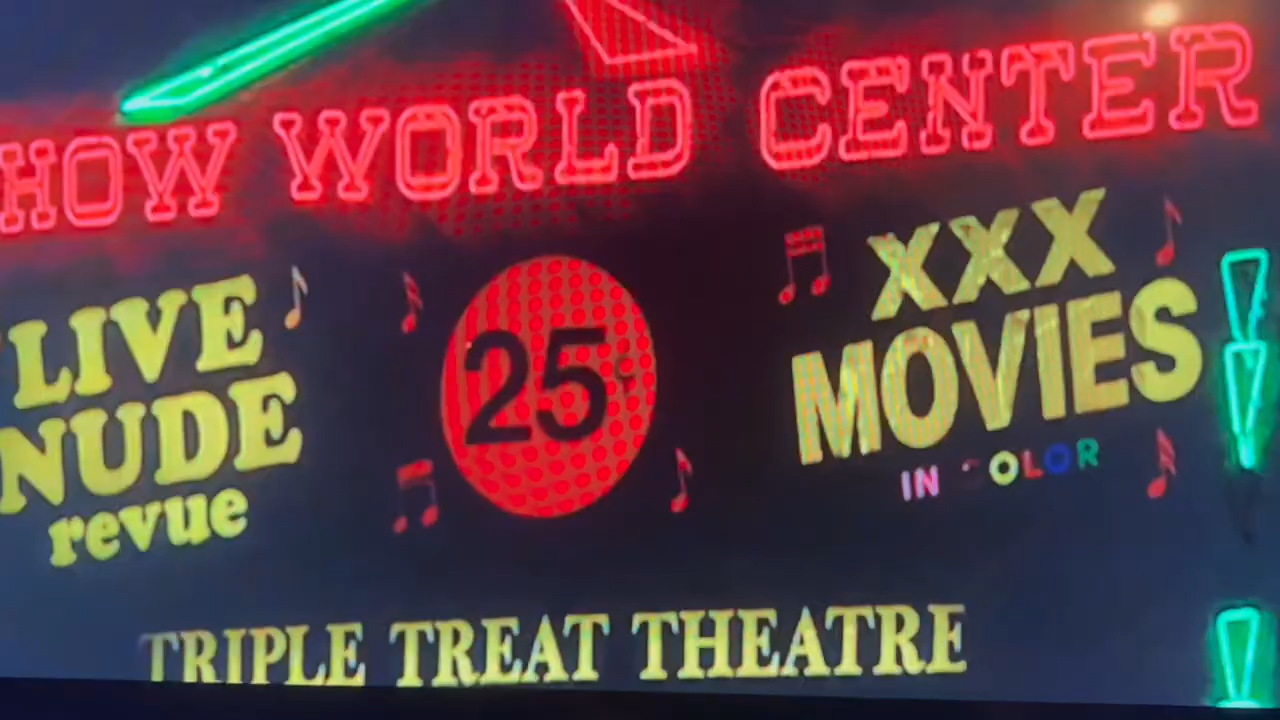 HOW WORLD CENTER
LIVE
NUDE
revue
25¢
XXX
MOVIES
IN COLOR
TRIPLE TREAT THEATRE